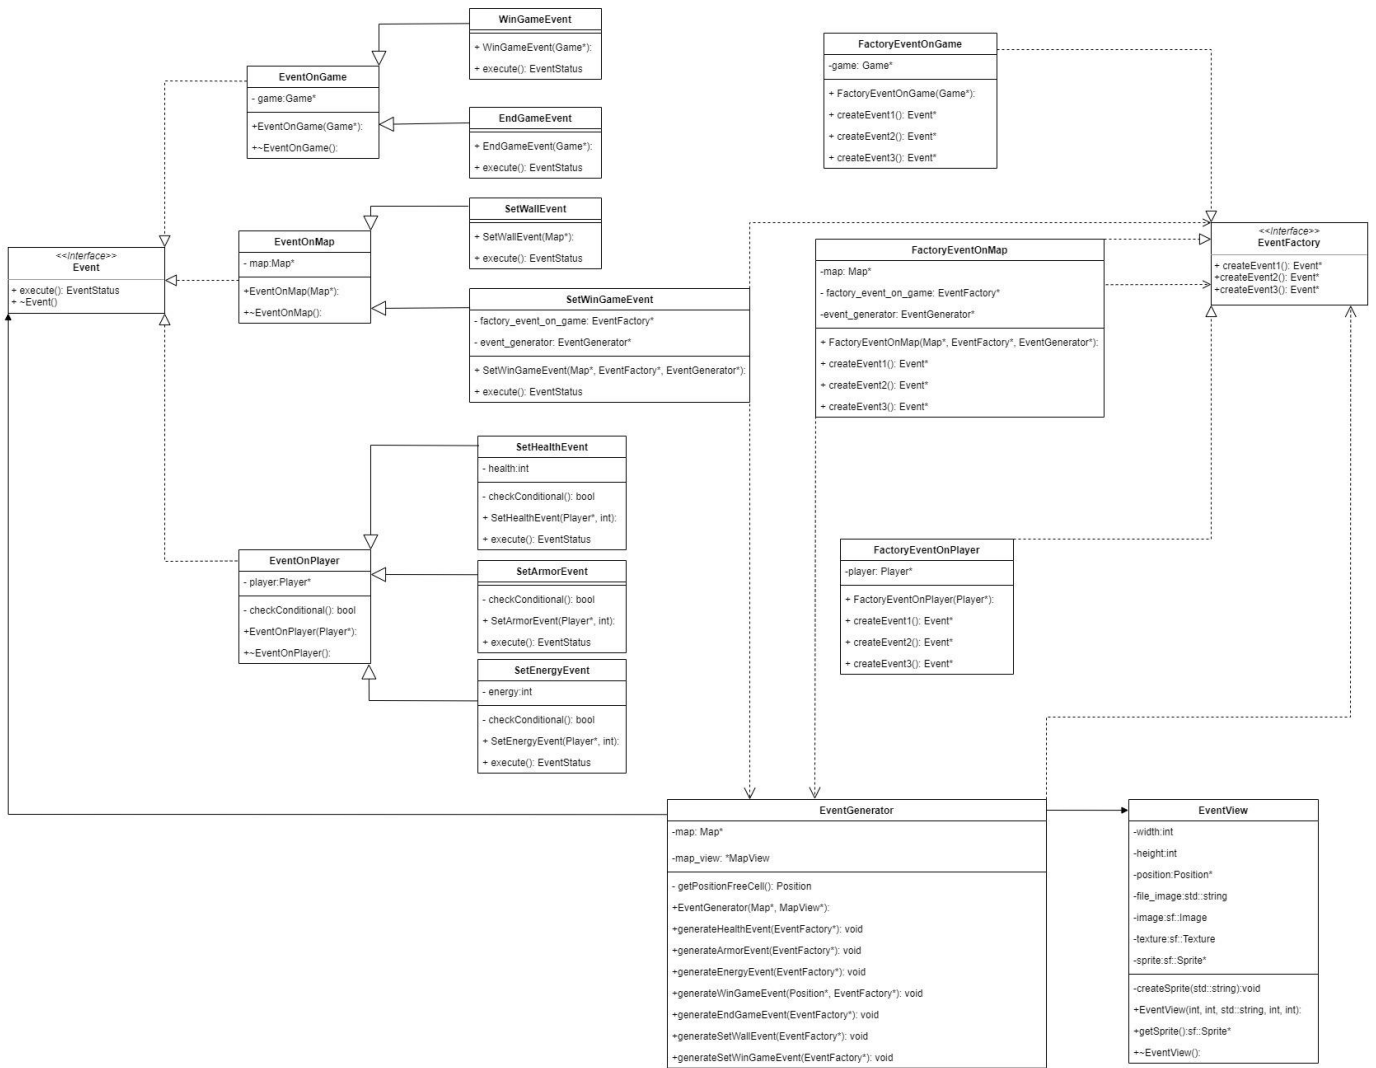 WinGameEvent
+ WinGameEvent(Game*):
+ execute(): EventStatus
EventOnGame
- game:Game*
+EventOnGame(Game*):
+~EventOnGame():
EndGameEvent
+ EndGameEvent(Game*):
+ execute(): EventStatus
SetWallEvent
+ SetWallEvent(Map*):
+ execute(): EventStatus
EventOnMap
- map:Map*
+EventOnMap(Map*):
+~EventOnMap():
<<Interface>>
Event
+ execute(): EventStatus
+ ~Event()
SetWinGameEvent
- factory_event_on_game: EventFactory*
- event_generator: EventGenerator*
+ SetWinGameEvent(Map*, EventFactory*, EventGenerator*):
+ execute(): EventStatus
SetHealthEvent
- health:int
- checkConditional(): bool
+ SetHealthEvent(Player*, int):
+ execute(): EventStatus
EventOnPlayer
- player:Player*
- checkConditional(): bool
+EventOnPlayer(Player*):
+~EventOnPlayer():
SetArmorEvent
- checkConditional(): bool
+ SetArmorEvent(Player*, int):
+ execute(): EventStatus
SetEnergyEvent
- energy:int
- checkConditional(): bool
+ SetEnergyEvent(Player*, int):
+ execute(): EventStatus
FactoryEventOnGame
-game: Game*
+ FactoryEventOnGame(Game*):
+ createEvent1(): Event*
+ createEvent2(): Event*
+ createEvent3(): Event*
FactoryEventOnMap
-map: Map*
- factory_event_on_game: EventFactory*
-event_generator: EventGenerator*
+ FactoryEventOnMap(Map*, EventFactory*, EventGenerator*):
+ createEvent1(): Event*
+ createEvent2(): Event*
+ createEvent3(): Event*
<<Interface>>
EventFactory
+ createEvent1(): Event*
+createEvent2(): Event*
+createEvent3(): Event*
FactoryEventOnPlayer
-player: Player*
+ FactoryEventOnPlayer(Player*):
+ createEvent1(): Event*
+ createEvent2(): Event*
+ createEvent3(): Event*
EventGenerator
-map: Map*
-map_view: *MapView
- getPositionFreeCell(): Position
+EventGenerator(Map*, MapView*):
+generateHealthEvent(EventFactory*): void
+generateArmorEvent(EventFactory*): void
+generateEnergyEvent(EventFactory*): void
+generateWinGameEvent(Position*, EventFactory*): void
+generateEndGameEvent(EventFactory*): void
+generateSetWallEvent(EventFactory*): void
+generateSetWinGameEvent(EventFactory*): void
EventView
-width:int
-height:int
-position:Position*
-file_image:std::string
-image:sf::Image
-texture:sf::Texture
-sprite:sf::Sprite*
-createSprite(std::string):void
+EventView(int, int, std::string, int, int):
+getSprite():sf::Sprite*
+~EventView():